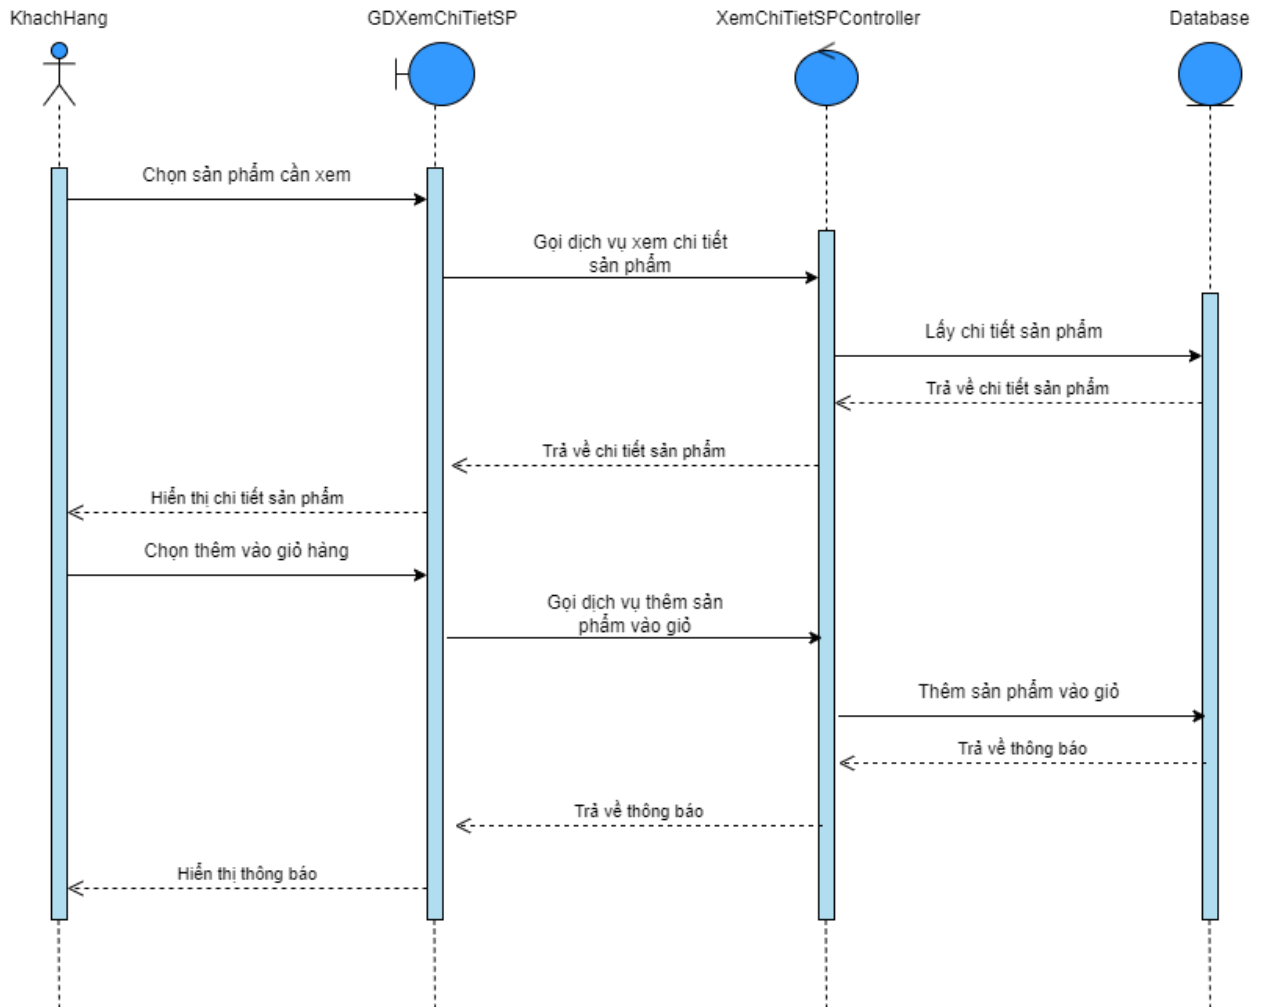 KhachHang
GDXemChiTietSP
XemChiTietSPController
Database
Chọn sản phẩm cần xem
Gọi dịch vụ xem chi tiết
sản phẩm
Lấy chi tiết sản phẩm
Trả về chi tiết sản phẩm
Trả về chi tiết sản phẩm
Hiển thị chi tiết sản phẩm
Chọn thêm vào giỏ hàng
Gọi dịch vụ thêm sản
phẩm vào giỏ
Thêm sản phẩm vào giỏ
Trả về thông báo
Trả về thông báo
Hiển thị thông báo